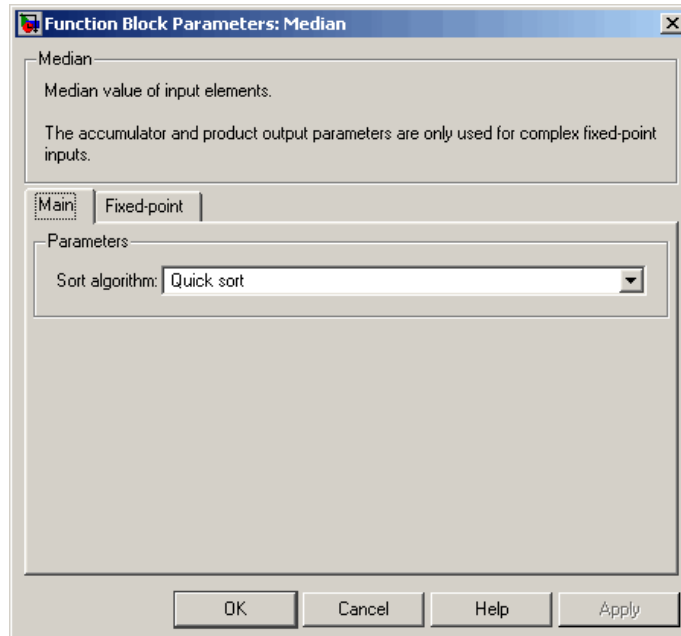 Function Block Parameters: Median
Median
Median value of input elements.
The accumulator and product output parameters are only used for complex fixed-point
inputs.
Main Fixed-point
Parameters
Sort algorithm: Quick sort
OK Cancel Help Apply